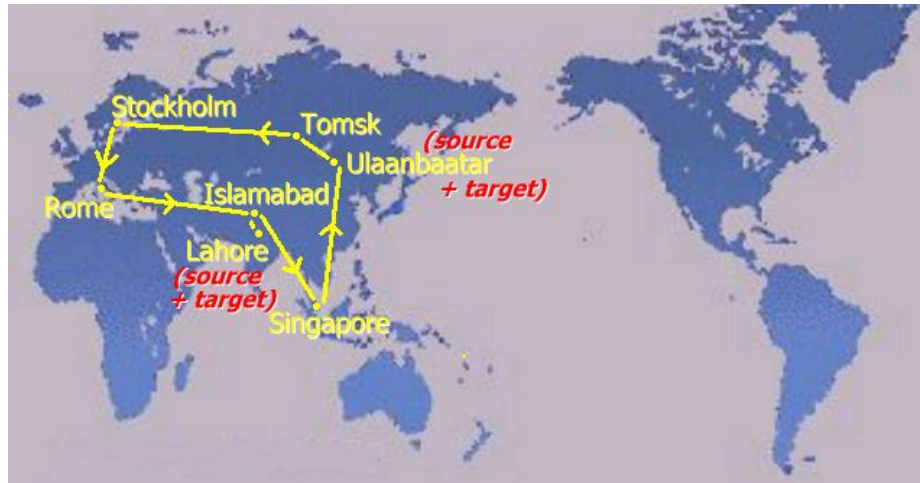 Stockholm
Tomsk
(source
Ulaanbaatar
+ target)
Islamabad
Rome
Lahore
(source
+ target)
Singapore